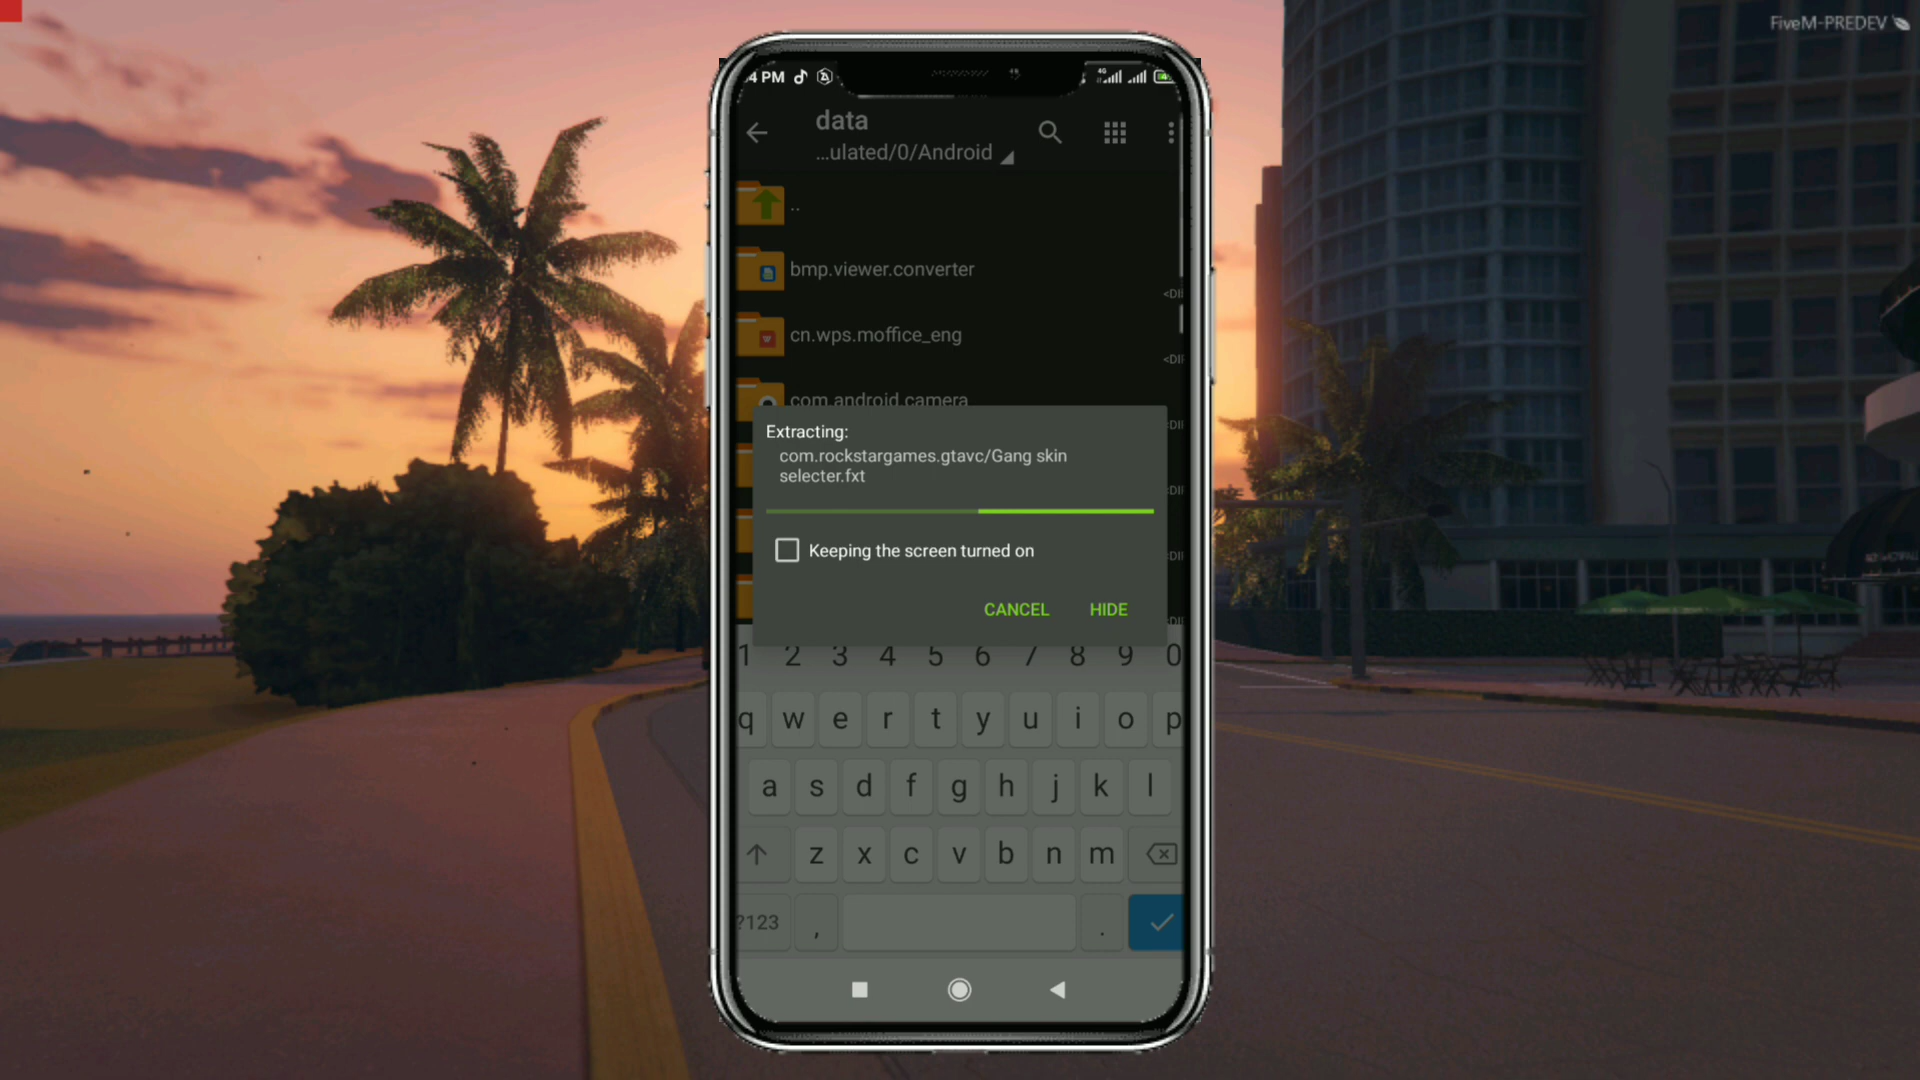 FiveM-PREDEV
4 PM
4G
data
...ulated/0/Android
..
bmp.viewer.converter
cn.wps.moffice_eng
com.android.camera
Extracting:
com.rockstargames.gtavc/Gang skin
selecter.fxt
Keeping the screen turned on
CANCEL HIDE
1 2 3 4 5 6 7 8 9 0
q w e r t y u i o p
a s d f g h j k l
z x c v b n m
?123 , .